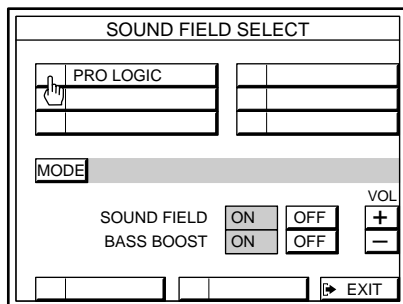 SOUND FIELD SELECT
PRO LOGIC
MODE
VOL
SOUND FIELD ON OFF +
BASS BOOST ON OFF −
EXIT